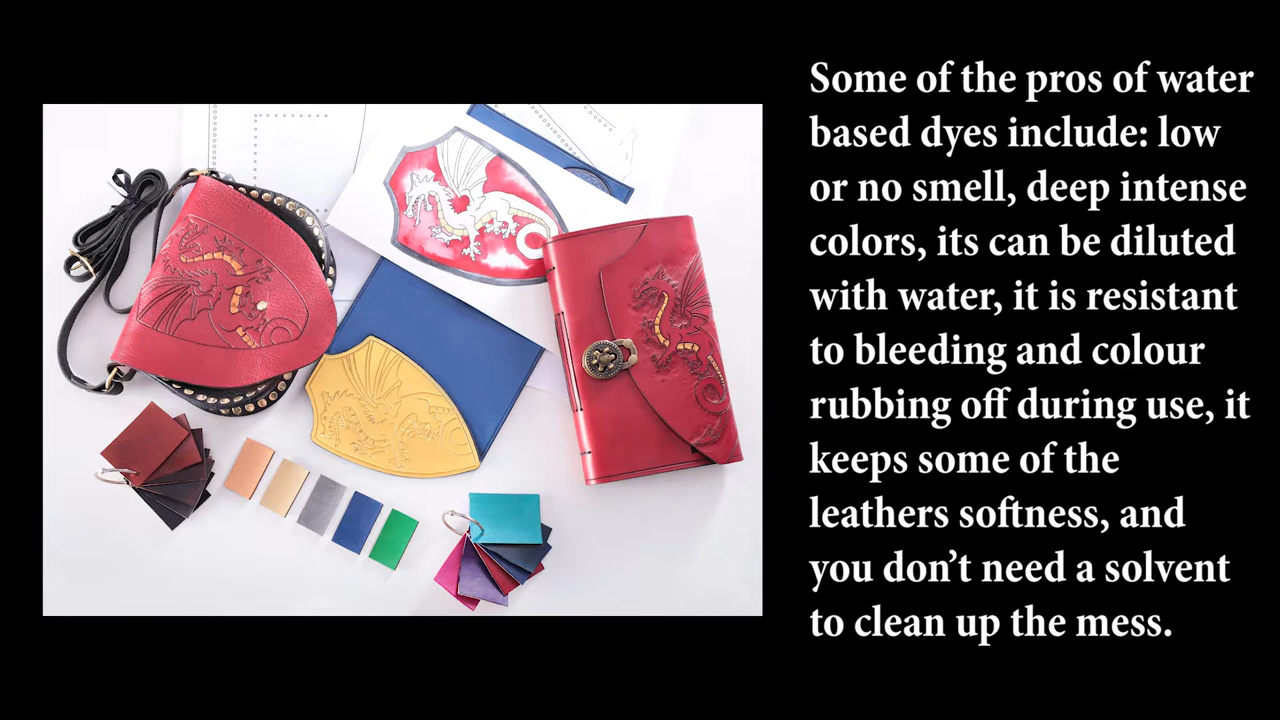 Some of the pros of water
based dyes include: low
or no smell, deep intense
colors, its can be diluted
with water, it is resistant
to bleeding and colour
rubbing off during use, it
keeps some of the
leathers softness, and
you don’t need a solvent
to clean up the mess.